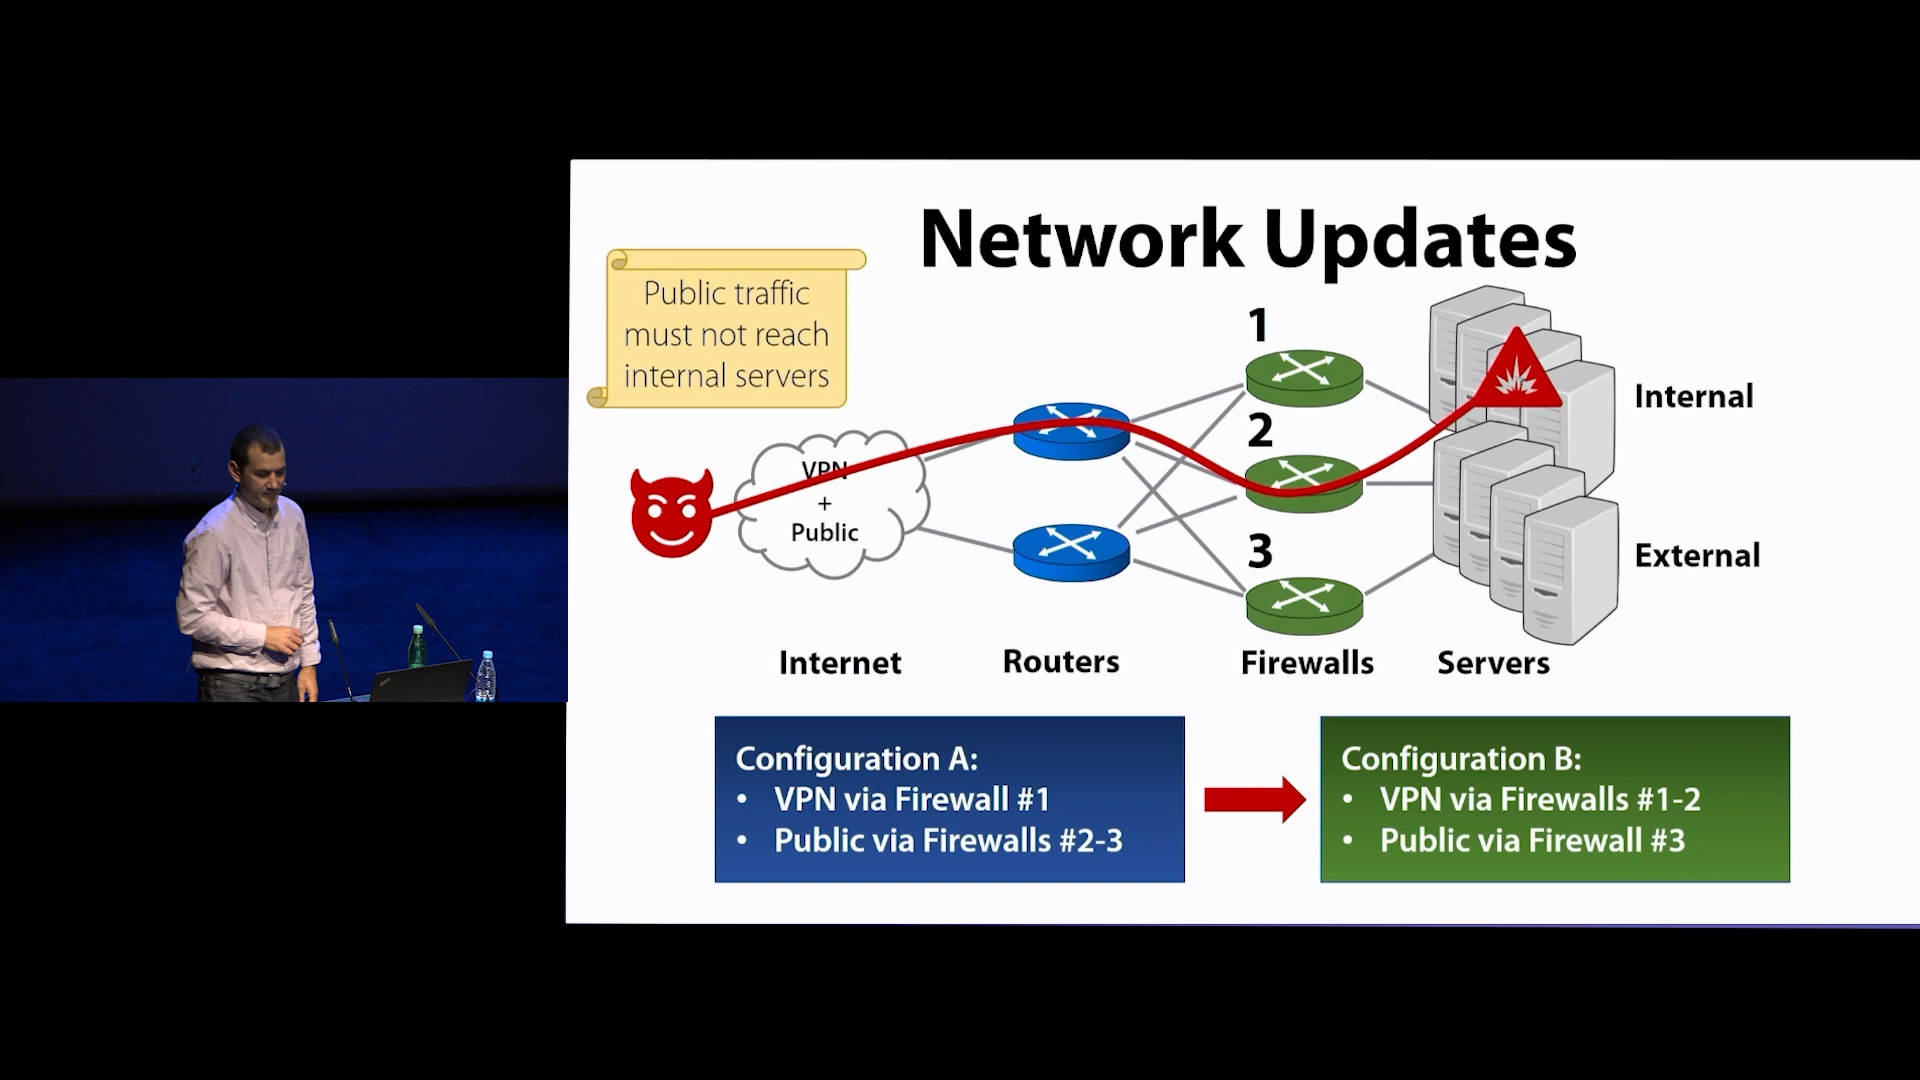 Network Updates
Public traffic
must not reach
internal servers
1
2
3
VPN
+
Public
Internal
External
Internet
Routers
Firewalls
Servers
Configuration A:
• VPN via Firewall #1
• Public via Firewalls #2-3
Configuration B:
• VPN via Firewalls #1-2
• Public via Firewall #3